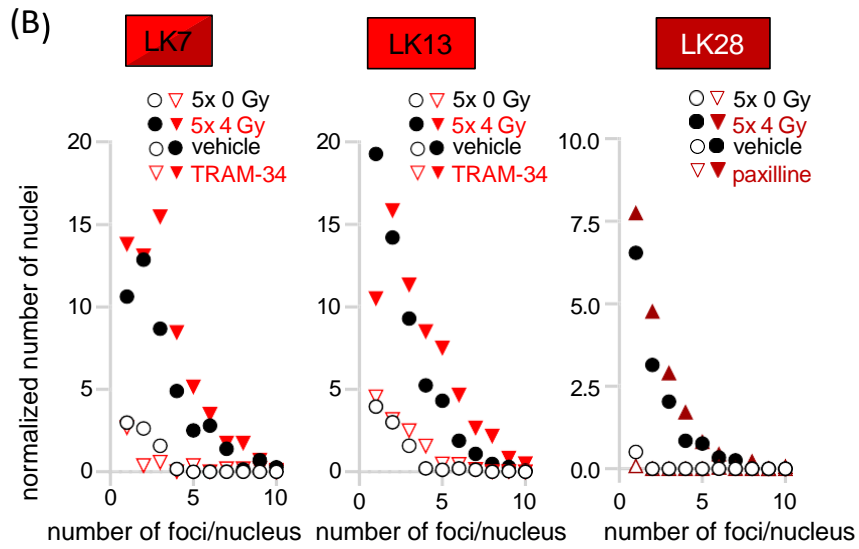 (B)
LK7
LK13
LK28
5x 0 Gy
5x 4 Gy
vehicle
TRAM-34
5x 0 Gy
5x 4 Gy
vehicle
TRAM-34
5x 0 Gy
5x 4 Gy
vehicle
paxilline
normalized number of nuclei
20
15
10
5
0
0
5
10
number of foci/nucleus
20
15
10
5
0
0
5
10
number of foci/nucleus
10.0
7.5
5.0
2.5
0.0
0
5
10
number of foci/nucleus